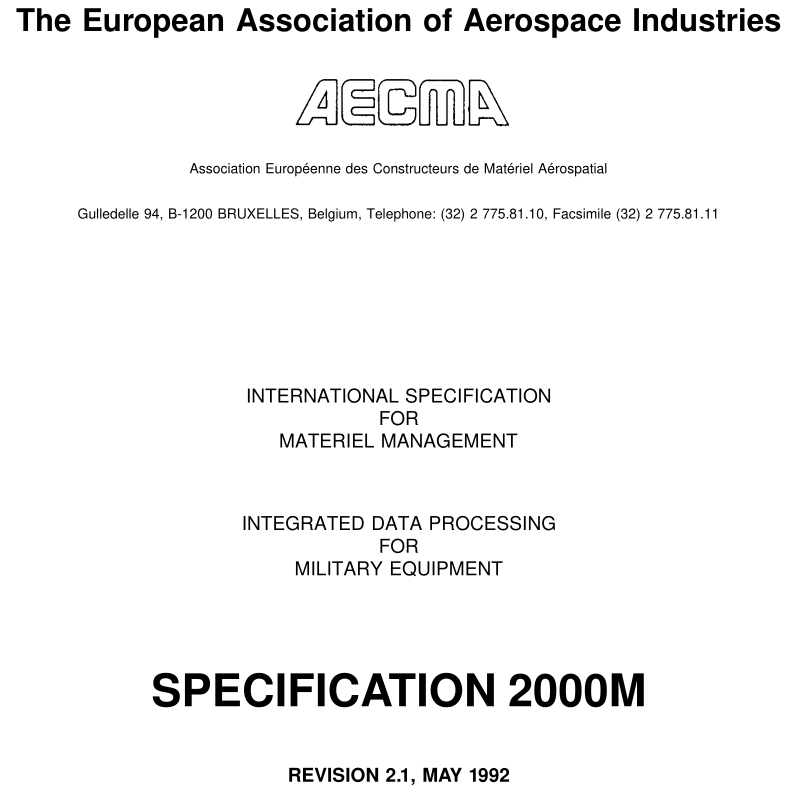 The European Association of Aerospace Industries
AECMA
Association Européenne des Constructeurs de Matériel Aérospatial
Gulledelle 94, B-1200 BRUXELLES, Belgium, Telephone: (32) 2 775.81.10, Facsimile (32) 2 775.81.11
INTERNATIONAL SPECIFICATION
FOR
MATERIEL MANAGEMENT
INTEGRATED DATA PROCESSING
FOR
MILITARY EQUIPMENT
SPECIFICATION 2000M
REVISION 2.1, MAY 1992